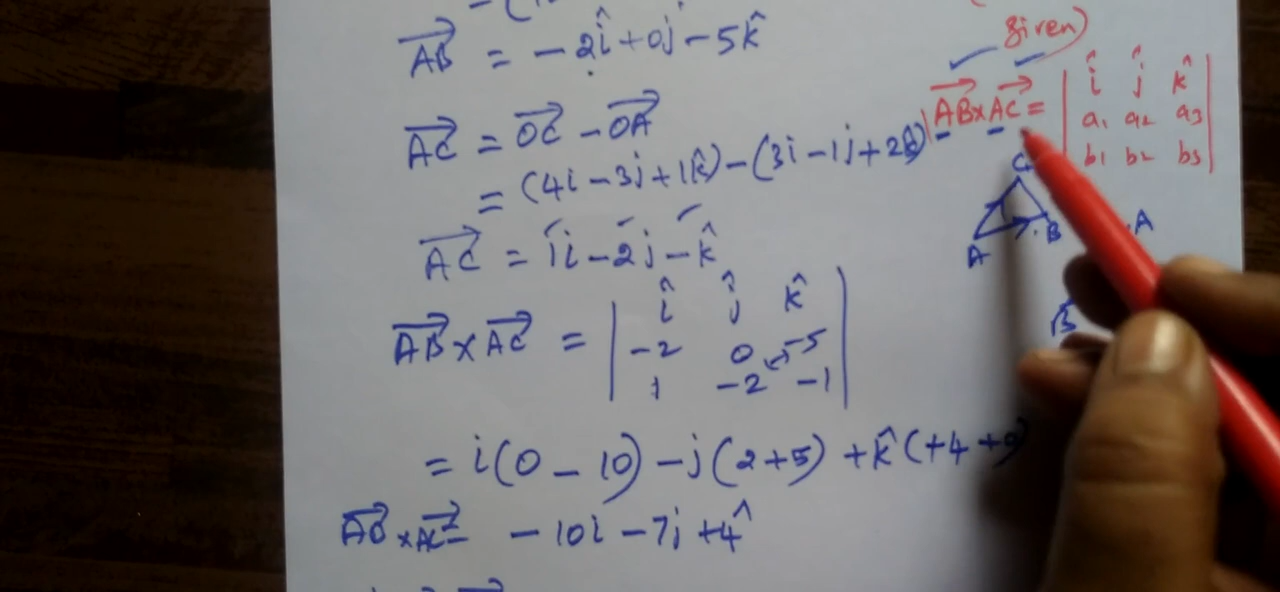 AB = -2î + 0j - 5k̂
given)
AC = OC - OA
= (4i - 3j + 1k̂) - (3i - 1j + 2k̂)
AB × AC = | î ĵ k̂ |
| a₁ a₂ a₃ |
| b₁ b₂ b₃ |
C
A B
A
B
AC = 1i - 2j - k̂
AB × AC = | î ĵ k̂ |
| -2 0 -5 |
| 1 -2 -1 |
= i(0 - 10) - j(2 + 5) + k̂(+4 +
AB × AC = -10i - 7j + 4^